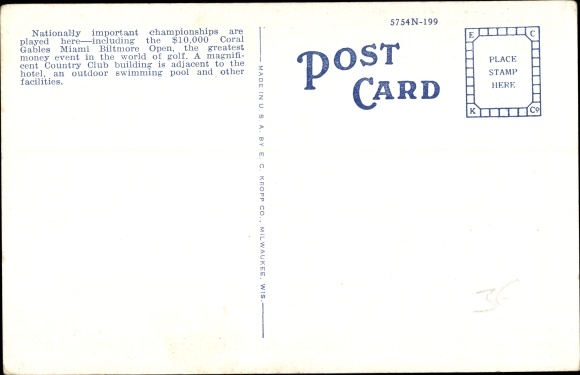 Nationally important championships are
played here—including the $10,000 Coral
Gables Miami Biltmore Open, the greatest
money event in the world of golf. A magnifi-
cent Country Club building is adjacent to the
hotel, an outdoor swimming pool and other
facilities.
MADE IN U. S. A. BY E. C. KROPP CO., MILWAUKEE, WIS.
5754N-199
POST
CARD
E C
PLACE
STAMP
HERE
K Co